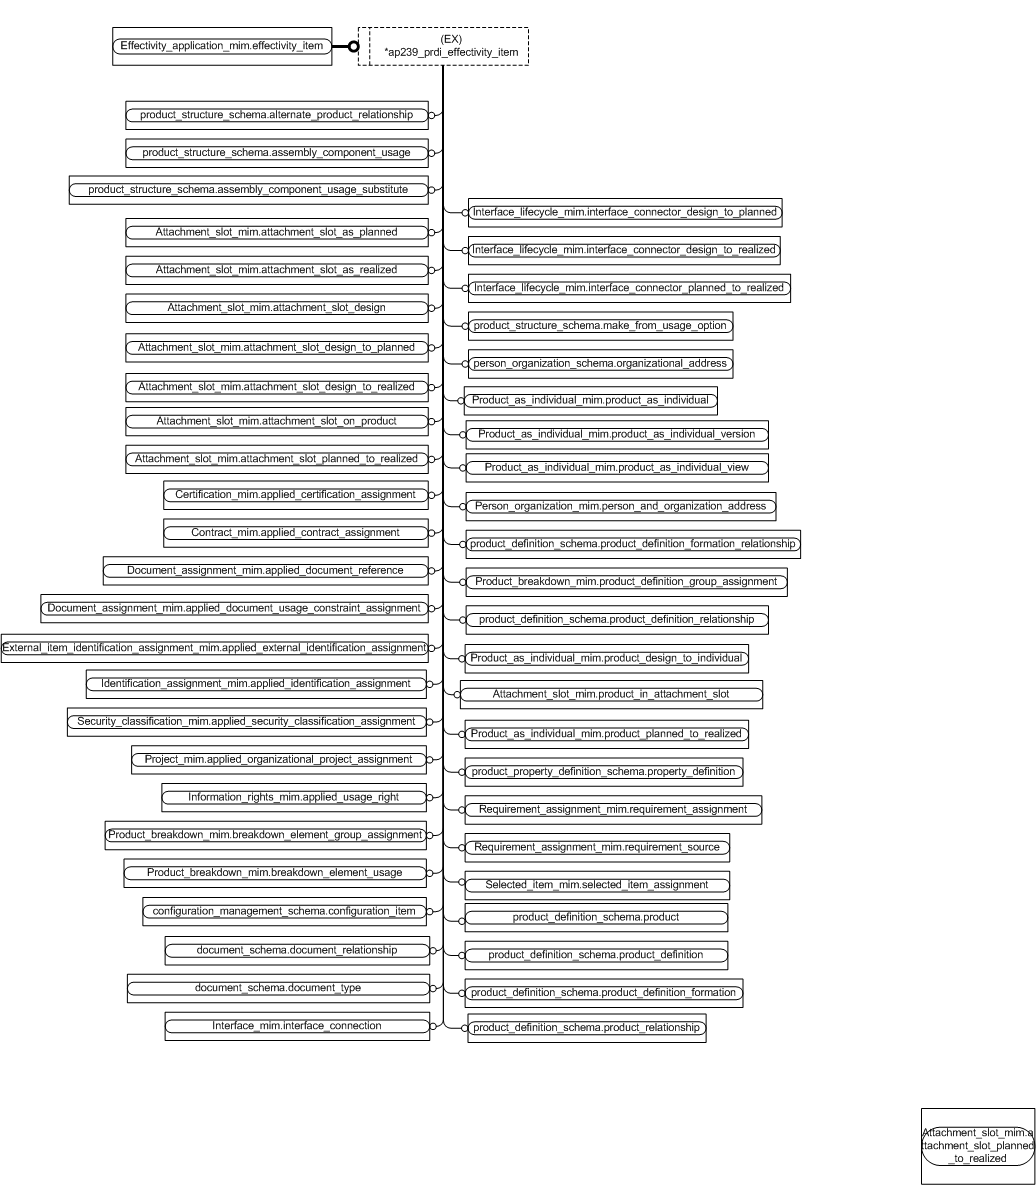 Effectivity_application_mim.effectivity_item
(EX)
*ap239_prdi_effectivity_item
product_structure_schema.alternate_product_relationship
product_structure_schema.assembly_component_usage
product_structure_schema.assembly_component_usage_substitute
Attachment_slot_mim.attachment_slot_as_planned
Attachment_slot_mim.attachment_slot_as_realized
Attachment_slot_mim.attachment_slot_design
Attachment_slot_mim.attachment_slot_design_to_planned
Attachment_slot_mim.attachment_slot_design_to_realized
Attachment_slot_mim.attachment_slot_on_product
Attachment_slot_mim.attachment_slot_planned_to_realized
Certification_mim.applied_certification_assignment
Contract_mim.applied_contract_assignment
Document_assignment_mim.applied_document_reference
Document_assignment_mim.applied_document_usage_constraint_assignment
External_item_identification_assignment_mim.applied_external_identification_assignment
Identification_assignment_mim.applied_identification_assignment
Security_classification_mim.applied_security_classification_assignment
Project_mim.applied_organizational_project_assignment
Information_rights_mim.applied_usage_right
Product_breakdown_mim.breakdown_element_group_assignment
Product_breakdown_mim.breakdown_element_usage
configuration_management_schema.configuration_item
document_schema.document_relationship
document_schema.document_type
Interface_mim.interface_connection
Interface_lifecycle_mim.interface_connector_design_to_planned
Interface_lifecycle_mim.interface_connector_design_to_realized
Interface_lifecycle_mim.interface_connector_planned_to_realized
product_structure_schema.make_from_usage_option
person_organization_schema.organizational_address
Product_as_individual_mim.product_as_individual
Product_as_individual_mim.product_as_individual_version
Product_as_individual_mim.product_as_individual_view
Person_organization_mim.person_and_organization_address
product_definition_schema.product_definition_formation_relationship
Product_breakdown_mim.product_definition_group_assignment
product_definition_schema.product_definition_relationship
Product_as_individual_mim.product_design_to_individual
Attachment_slot_mim.product_in_attachment_slot
Product_as_individual_mim.product_planned_to_realized
product_property_definition_schema.property_definition
Requirement_assignment_mim.requirement_assignment
Requirement_assignment_mim.requirement_source
Selected_item_mim.selected_item_assignment
product_definition_schema.product
product_definition_schema.product_definition
product_definition_schema.product_definition_formation
product_definition_schema.product_relationship
Attachment_slot_mim.a
ttachment_slot_planned
_to_realized